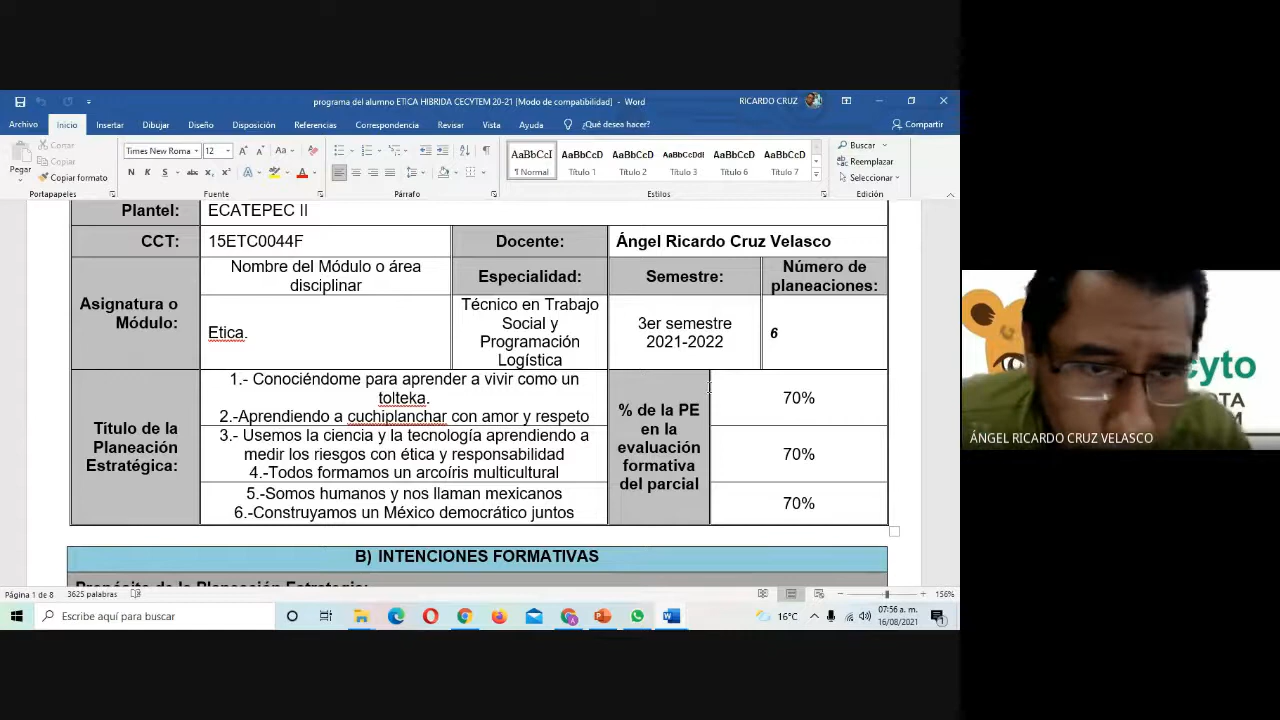 programa del alumno ETICA HIBRIDA CECYTEM 20-21 [Modo de compatibilidad] - Word
RICARDO CRUZ
Archivo Inicio Insertar Dibujar Diseño Disposición Referencias Correspondencia Revisar Vista Ayuda ¿Qué desea hacer? Compartir
Pegar
Cortar
Copiar
Copiar formato
Times New Roma 12
N K S
AaBbCcI AaBbCcD AaBbCcD AaBbCcDdI AaBbCcD AaBbCcD
¶ Normal Título 1 Título 2 Título 3 Título 6 Título 7
Buscar
Reemplazar
Seleccionar
Portapapeles Fuente Párrafo Estilos Edición
Plantel: ECATEPEC II
CCT: 15ETC0044F Docente: Ángel Ricardo Cruz Velasco
Asignatura o
Módulo:
Nombre del Módulo o área
disciplinar
Especialidad:
Semestre:
Número de
planeaciones:
Etica.
Técnico en Trabajo
Social y
Programación
Logística
3er semestre
2021-2022
6
Título de la
Planeación
Estratégica:
1.- Conociéndome para aprender a vivir como un
tolteka.
2.-Aprendiendo a cuchiplanchar con amor y respeto
3.- Usemos la ciencia y la tecnología aprendiendo a
medir los riesgos con ética y responsabilidad
4.-Todos formamos un arcoíris multicultural
5.-Somos humanos y nos llaman mexicanos
6.-Construyamos un México democrático juntos
% de la PE
en la
evaluación
formativa
del parcial
70%
70%
70%
B) INTENCIONES FORMATIVAS
Propósito de la Planeación Estrategia:
Página 1 de 8 3625 palabras
156%
Escribe aquí para buscar
16°C
07:56 a. m.
16/08/2021
cyto
OTA
M
ÁNGEL RICARDO CRUZ VELASCO